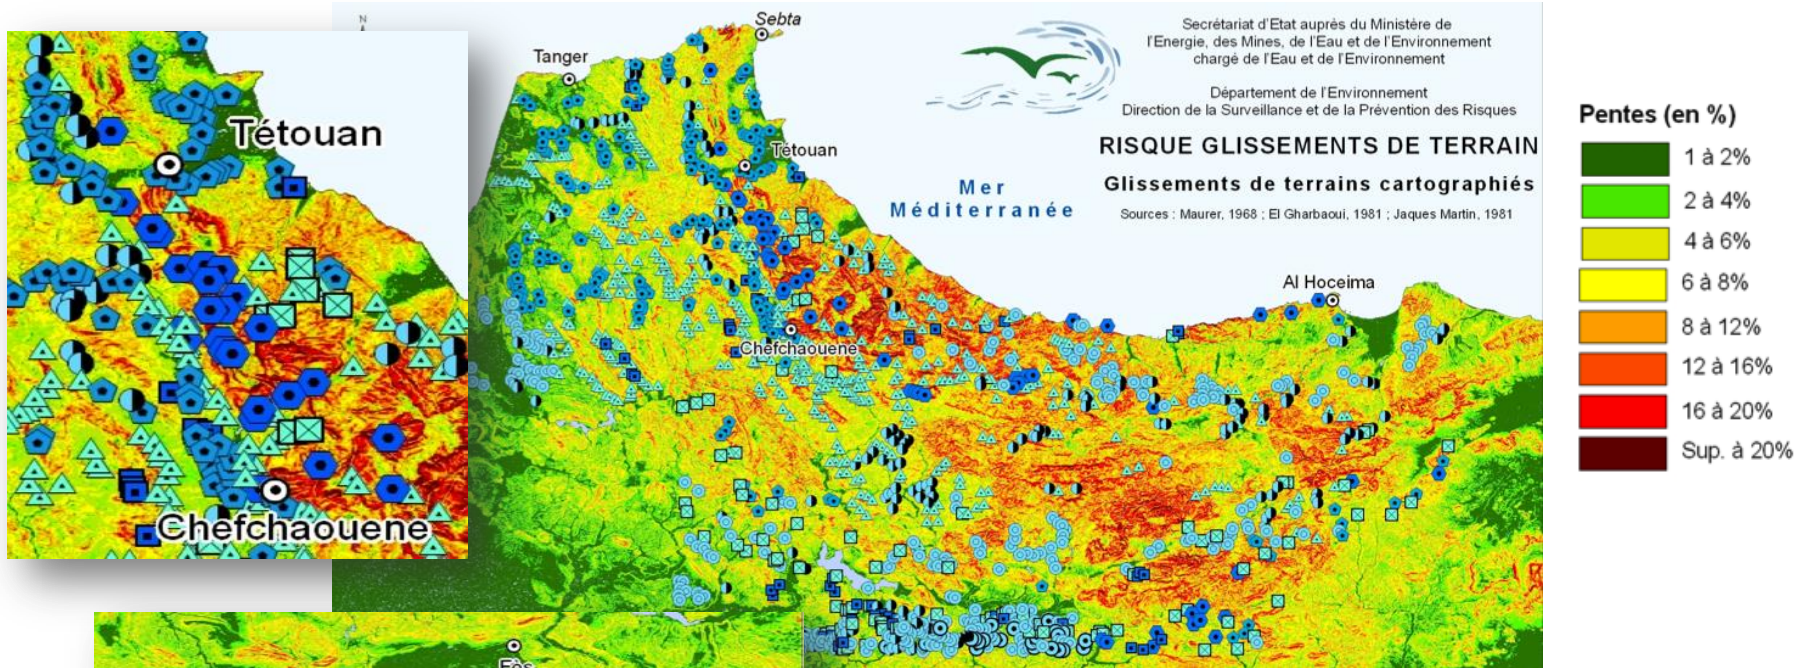 N
Sebta
Tanger
Tétouan
Al Hoceima
Chefchaouene
Mer
Méditerranée
Secrétariat d'Etat auprès du Ministère de
l'Energie, des Mines, de l'Eau et de l'Environnement
chargé de l'Eau et de l'Environnement
Département de l'Environnement
Direction de la Surveillance et de la Prévention des Risques
RISQUE GLISSEMENTS DE TERRAIN
Glissements de terrains cartographiés
Sources : Maurer, 1968 ; El Gharbaoui, 1981 ; Jaques Martin, 1981
Tétouan
Chefchaouene
Fès
Pentes (en %)
1 à 2%
2 à 4%
4 à 6%
6 à 8%
8 à 12%
12 à 16%
16 à 20%
Sup. à 20%